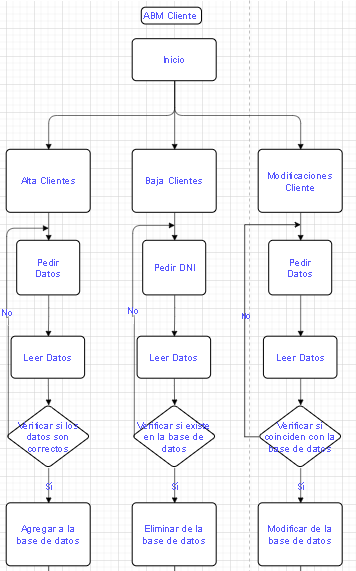 ABM Cliente
Inicio
Alta Clientes
Baja Clientes
Modificaciones
Cliente
Pedir
Datos
Pedir DNI
Pedir
Datos
No
No
No
Leer Datos
Leer Datos
Leer Datos
Verificar si los
datos son
correctos
Verificar si existe
en la base de
datos
Verificar si
coinciden con la
base de datos
Si
Si
Si
Agregar a la
base de datos
Eliminar de la
base de datos
Modificar de la
base de datos